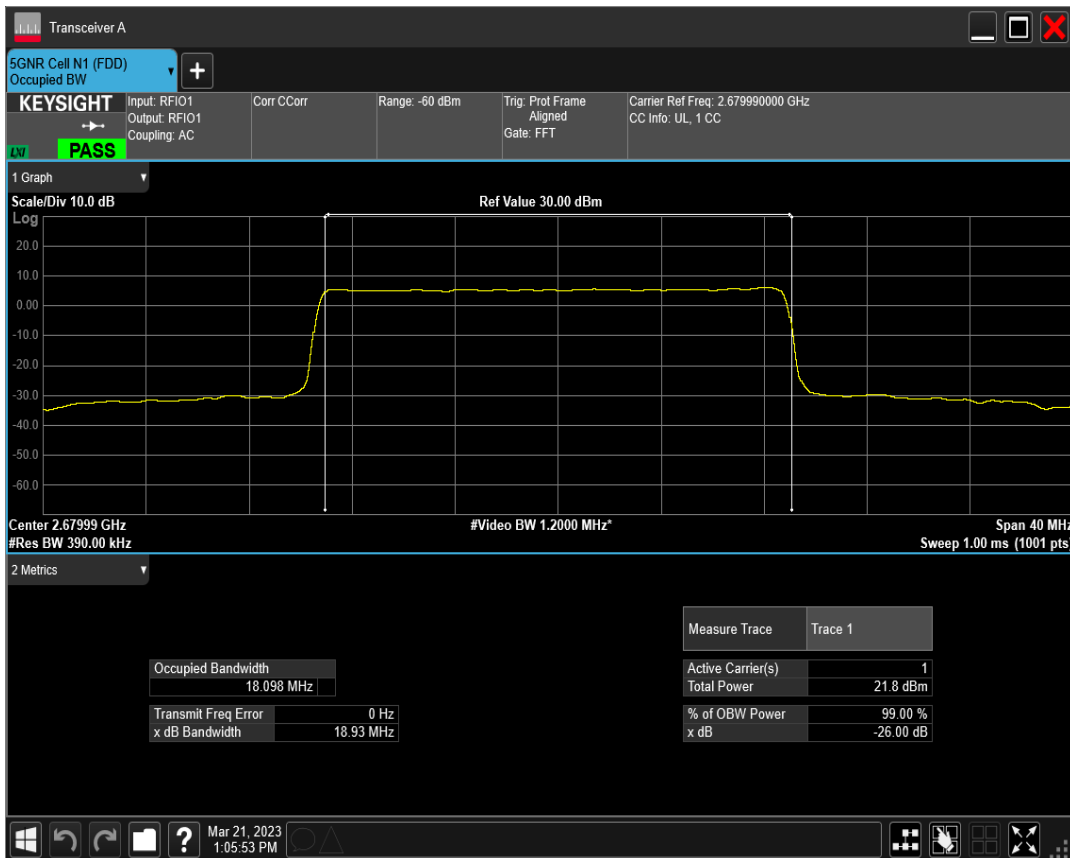 Transceiver A
5GNR Cell N1 (FDD)
Occupied BW
+
KEYSIGHT
LXI
PASS
Input: RFIO1
Output: RFIO1
Coupling: AC
Corr CCorr
Range: -60 dBm
Trig: Prot Frame
Aligned
Gate: FFT
Carrier Ref Freq: 2.679990000 GHz
CC Info: UL, 1 CC
1 Graph
Scale/Div 10.0 dB
Ref Value 30.00 dBm
Log
20.0
10.0
0.00
-10.0
-20.0
-30.0
-40.0
-50.0
-60.0
Center 2.67999 GHz
#Video BW 1.2000 MHz*
Span 40 MHz
#Res BW 390.00 kHz
Sweep 1.00 ms (1001 pts)
2 Metrics
Measure Trace Trace 1
Occupied Bandwidth
18.098 MHz
Active Carrier(s) 1
Total Power 21.8 dBm
Transmit Freq Error 0 Hz
x dB Bandwidth 18.93 MHz
% of OBW Power 99.00 %
x dB -26.00 dB
?
Mar 21, 2023
1:05:53 PM